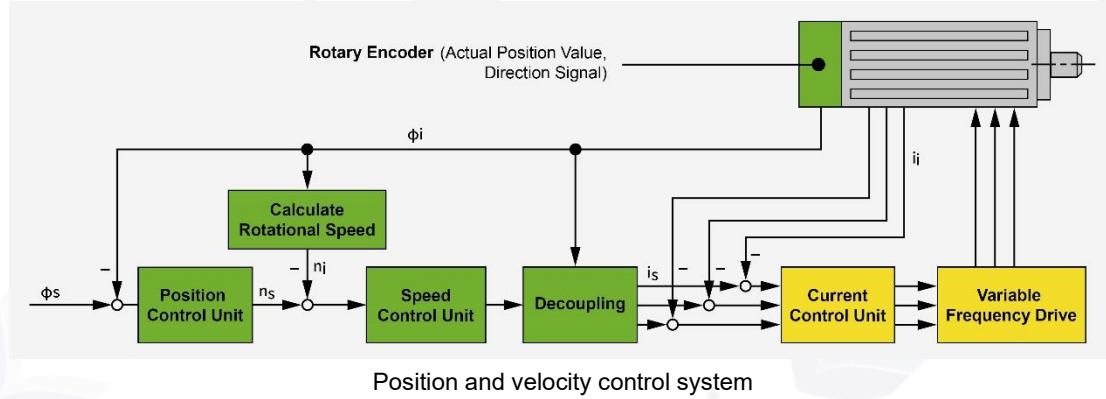 Rotary Encoder (Actual Position Value,
Direction Signal)
ϕi
ii
Calculate
Rotational Speed
–
–
ni
is
–
–
–
ϕs
Position
Control Unit
ns
Speed
Control Unit
Decoupling
Current
Control Unit
Variable
Frequency Drive
Position and velocity control system